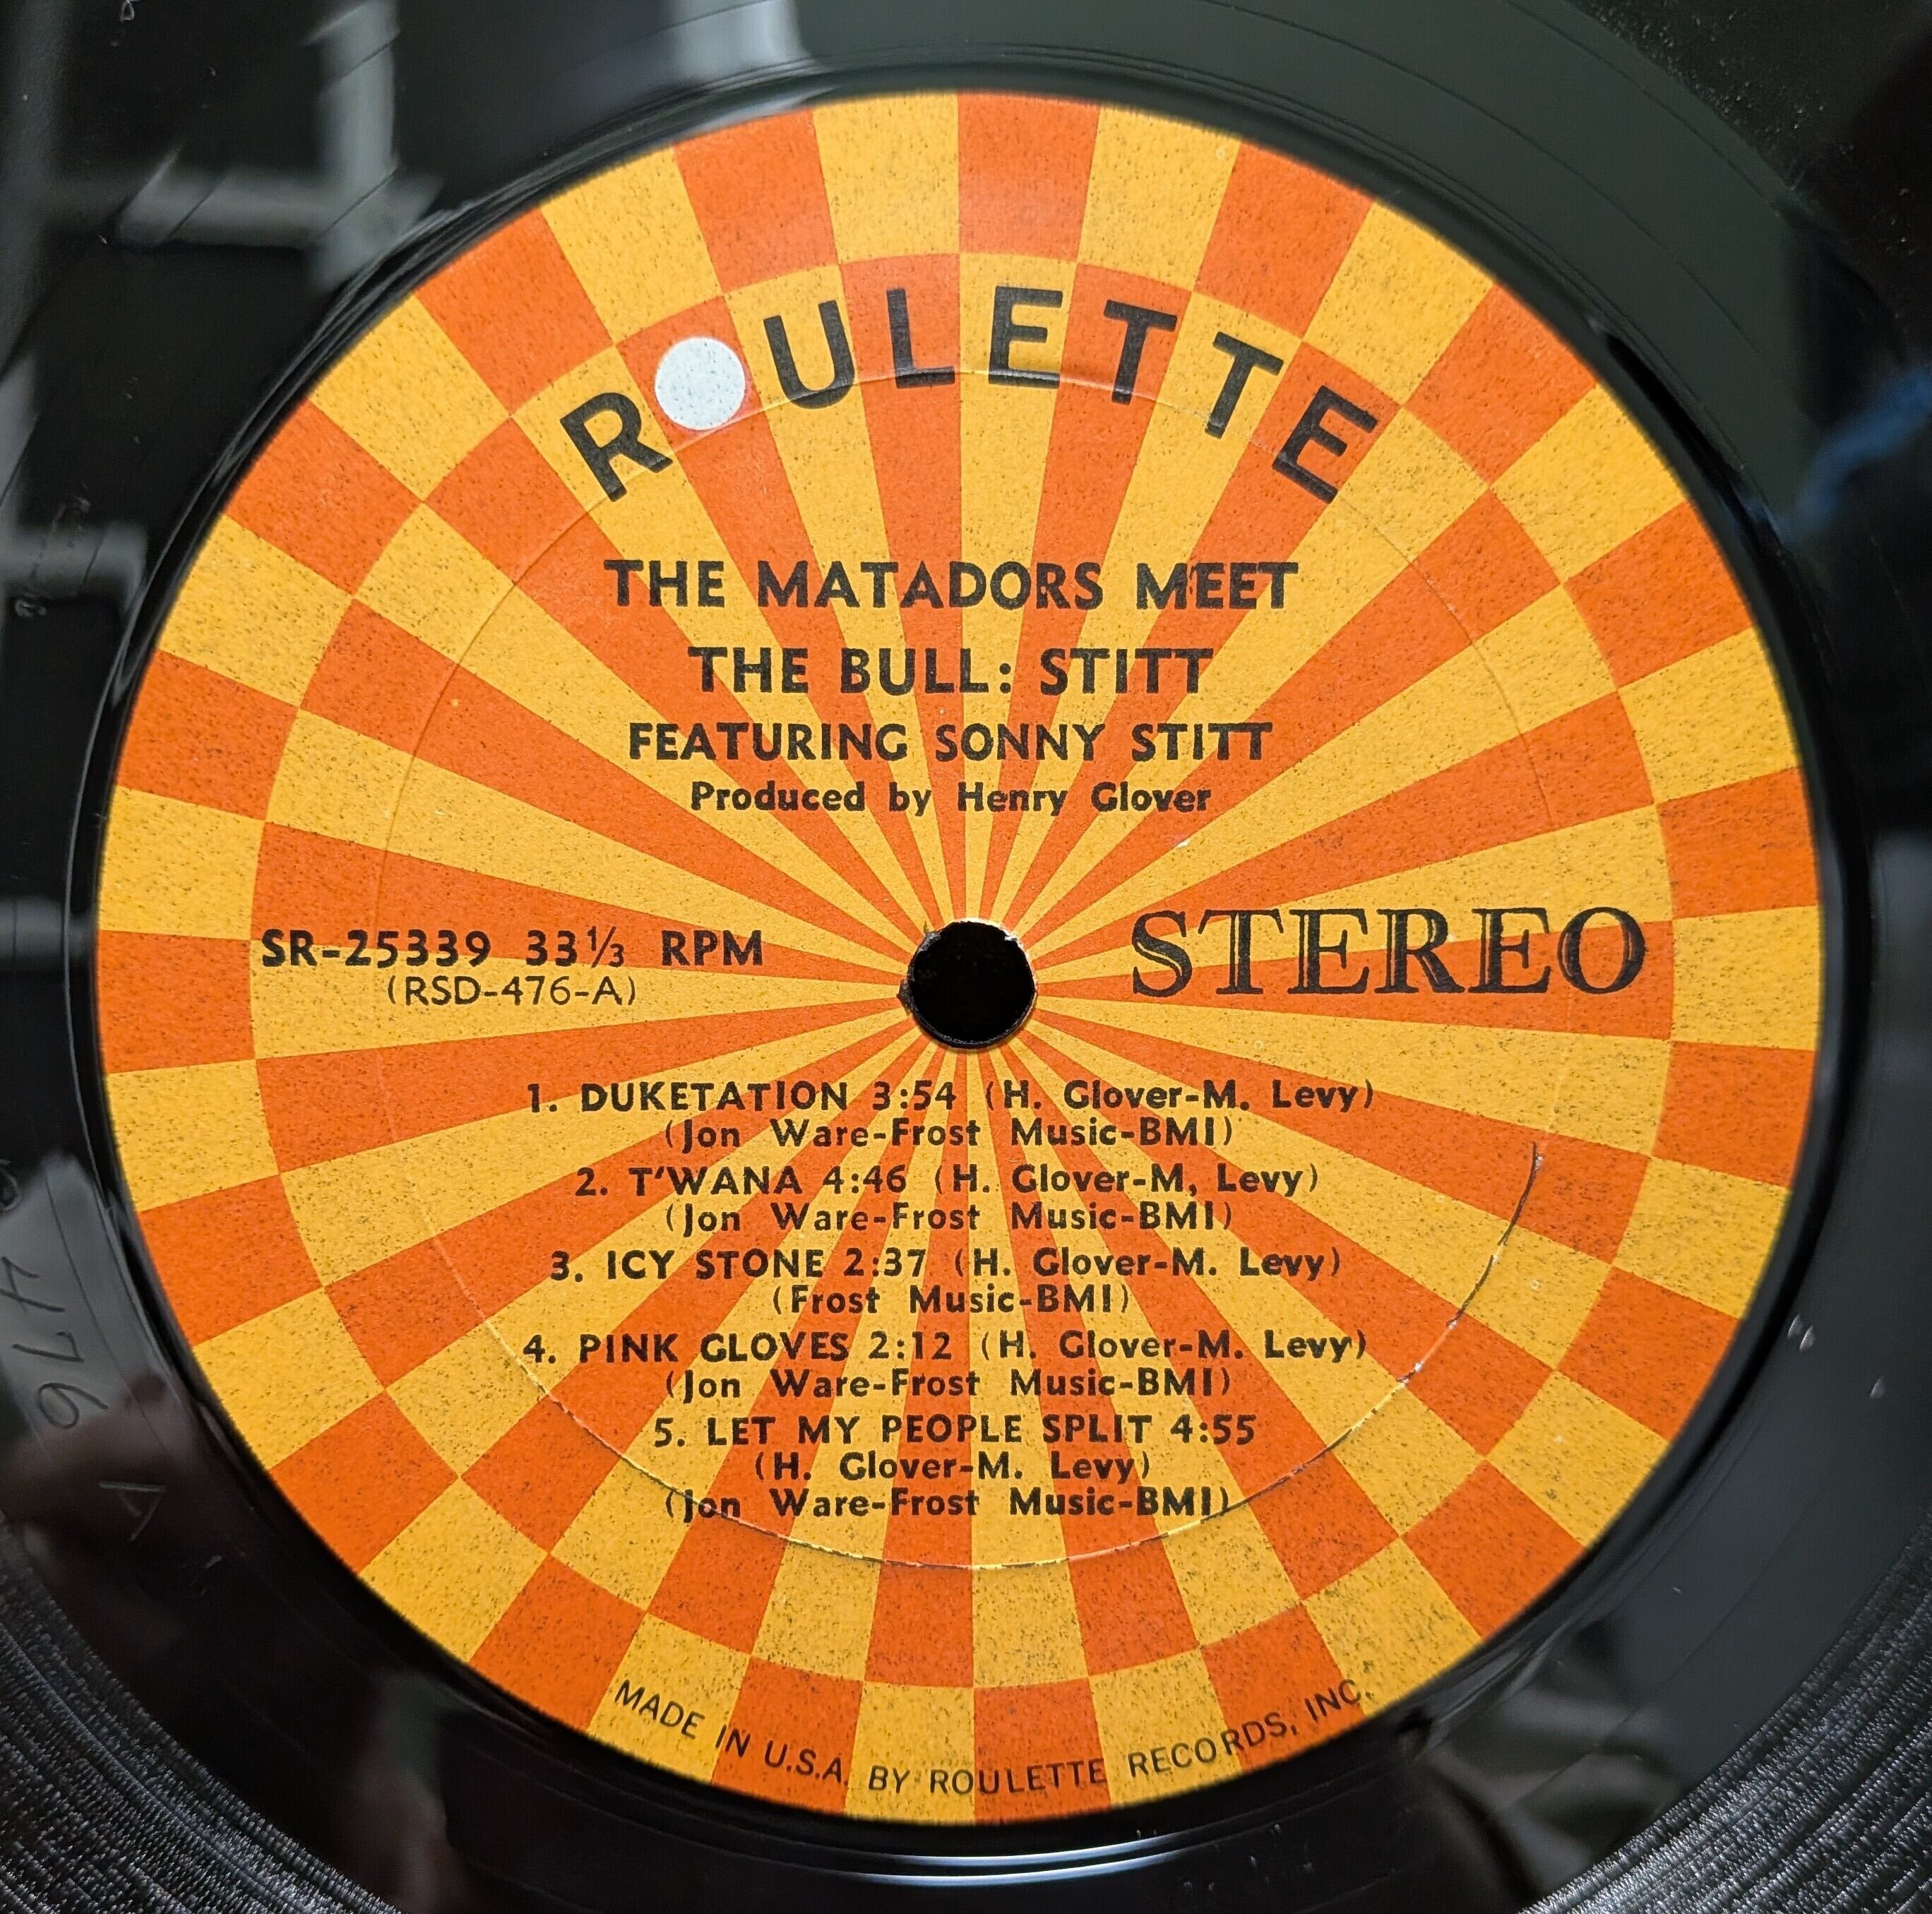 ROULETTE
THE MATADORS MEET
THE BULL: STITT
FEATURING SONNY STITT
Produced by Henry Glover
SR-25339 33⅓ RPM
(RSD-476-A)
STEREO
1. DUKETATION 3:54 (H. Glover-M. Levy)
(Jon Ware-Frost Music-BMI)
2. T'WANA 4:46 (H. Glover-M, Levy)
(Jon Ware-Frost Music-BMI)
3. ICY STONE 2:37 (H. Glover-M. Levy)
(Frost Music-BMI)
4. PINK GLOVES 2:12 (H. Glover-M. Levy)
(Jon Ware-Frost Music-BMI)
5. LET MY PEOPLE SPLIT 4:55
(H. Glover-M. Levy)
(Jon Ware-Frost Music-BMI)
MADE IN U.S.A. BY ROULETTE RECORDS, INC.